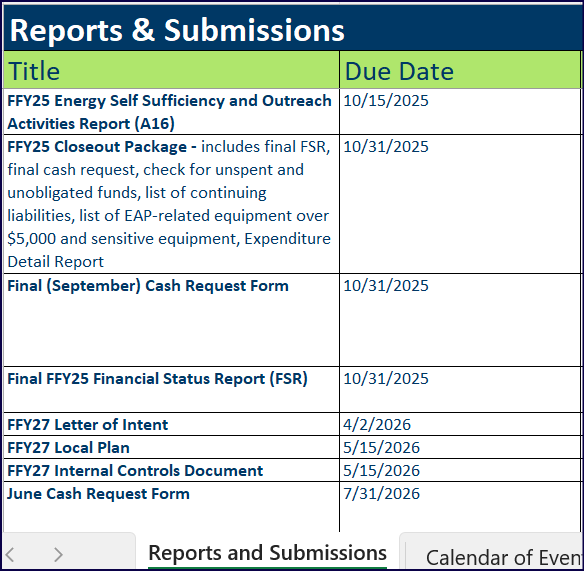 Reports & Submissions
Title Due Date
FFY25 Energy Self Sufficiency and Outreach 10/15/2025
Activities Report (A16)
FFY25 Closeout Package - includes final FSR, 10/31/2025
final cash request, check for unspent and
unobligated funds, list of continuing
liabilities, list of EAP-related equipment over
$5,000 and sensitive equipment, Expenditure
Detail Report
Final (September) Cash Request Form 10/31/2025
Final FFY25 Financial Status Report (FSR) 10/31/2025
FFY27 Letter of Intent 4/2/2026
FFY27 Local Plan 5/15/2026
FFY27 Internal Controls Document 5/15/2026
June Cash Request Form 7/31/2026
Reports and Submissions Calendar of Even